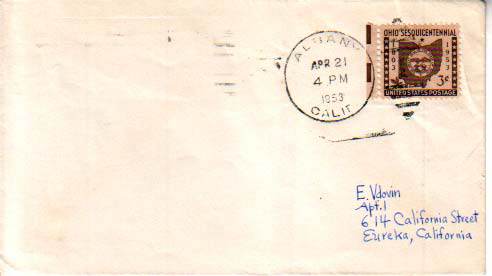 OHIO SESQUICENTENNIAL
1803
1953
3¢
UNITED STATES POSTAGE
ALBANY
APR 21
4 PM
1953
CALIF.
E. Vdovin
Apt. 1
614 California Street
Eureka, California